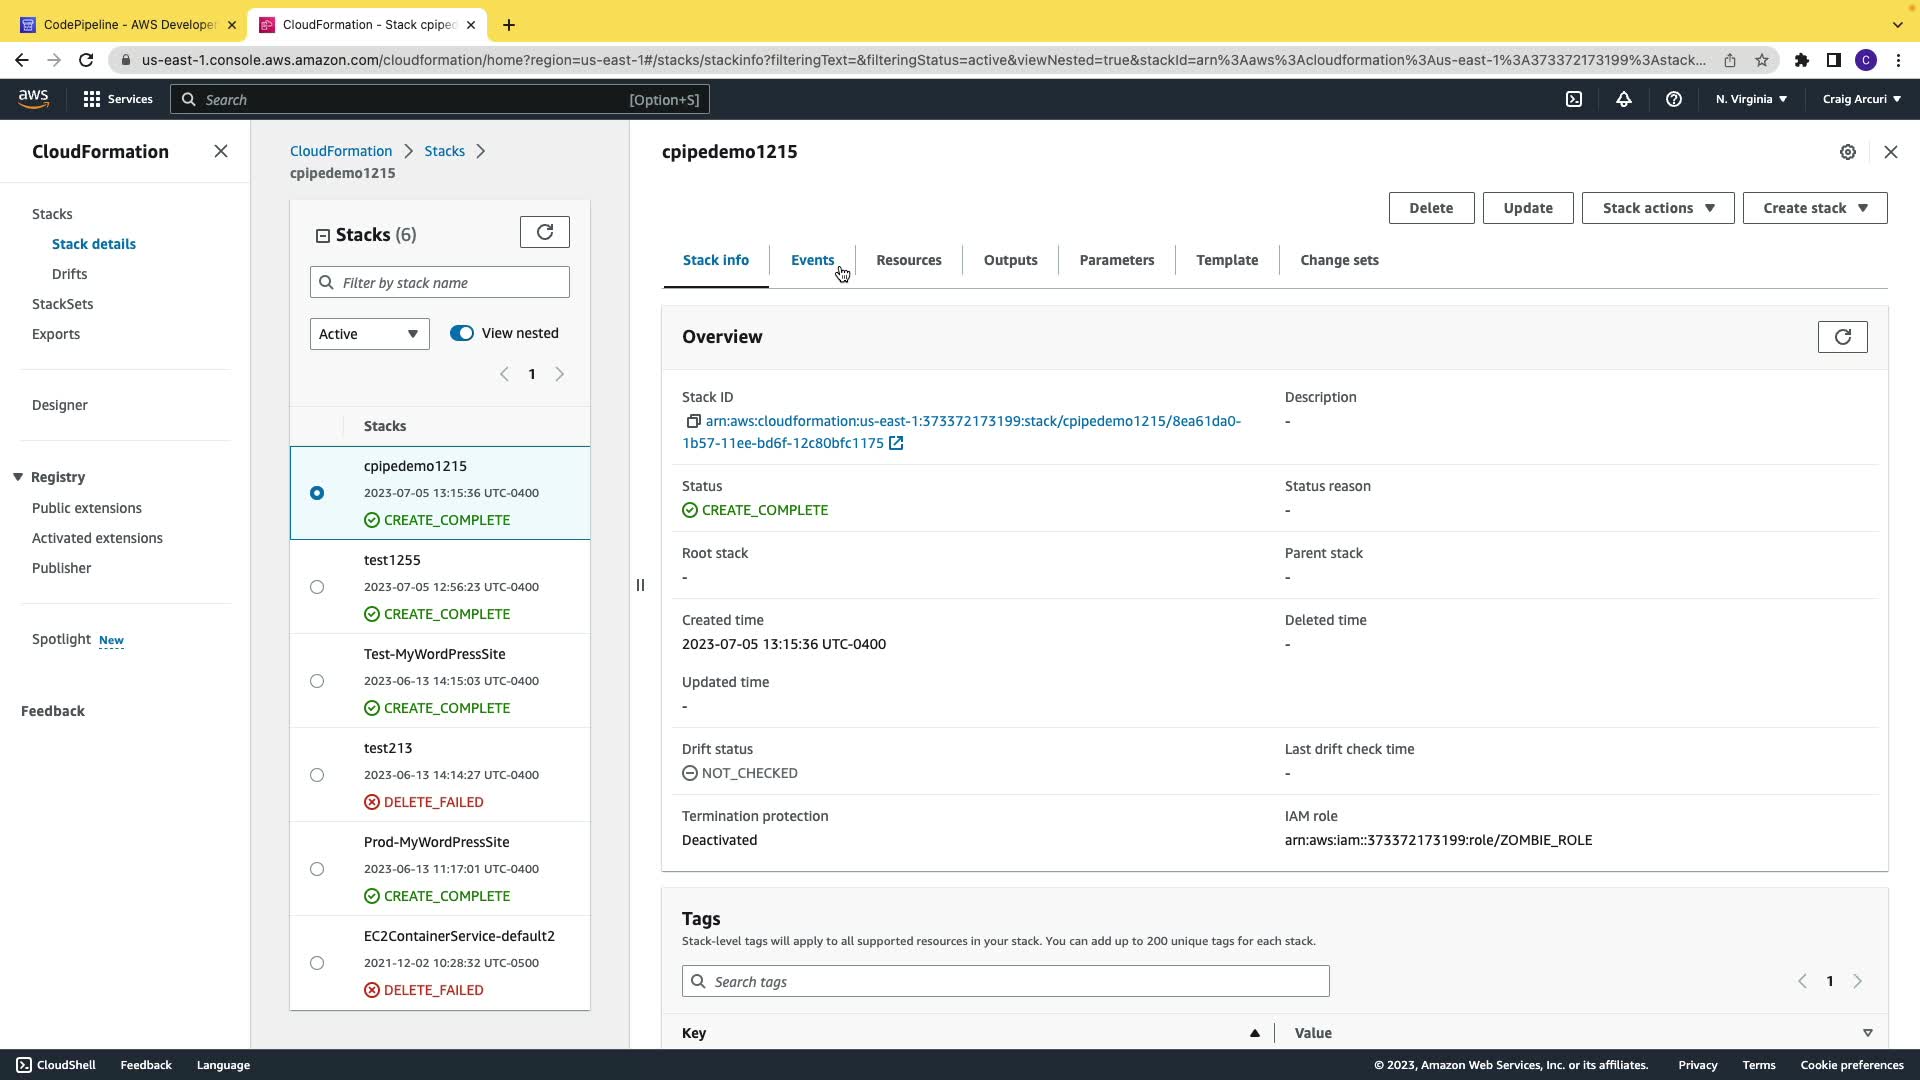 CodePipeline - AWS Developer
CloudFormation - Stack cpiped
us-east-1.console.aws.amazon.com/cloudformation/home?region=us-east-1#/stacks/stackinfo?filteringText=&filteringStatus=active&viewNested=true&stackId=arn%3Aaws%3Acloudformation%3Aus-east-1%3A373372173199%3Astack...
C
aws
Services
Search
[Option+S]
N. Virginia
Craig Arcuri
CloudFormation
Stacks
Stack details
Drifts
StackSets
Exports
Designer
Registry
Public extensions
Activated extensions
Publisher
Spotlight New
Feedback
CloudFormation
Stacks
cpipedemo1215
Stacks (6)
Filter by stack name
Active
View nested
1
Stacks
cpipedemo1215
2023-07-05 13:15:36 UTC-0400
CREATE_COMPLETE
test1255
2023-07-05 12:56:23 UTC-0400
CREATE_COMPLETE
Test-MyWordPressSite
2023-06-13 14:15:03 UTC-0400
CREATE_COMPLETE
test213
2023-06-13 14:14:27 UTC-0400
DELETE_FAILED
Prod-MyWordPressSite
2023-06-13 11:17:01 UTC-0400
CREATE_COMPLETE
EC2ContainerService-default2
2021-12-02 10:28:32 UTC-0500
DELETE_FAILED
cpipedemo1215
Delete
Update
Stack actions
Create stack
Stack info
Events
Resources
Outputs
Parameters
Template
Change sets
Overview
Stack ID
arn:aws:cloudformation:us-east-1:373372173199:stack/cpipedemo1215/8ea61da0-
1b57-11ee-bd6f-12c80bfc1175
Description
-
Status
CREATE_COMPLETE
Status reason
-
Root stack
-
Parent stack
-
Created time
2023-07-05 13:15:36 UTC-0400
Deleted time
-
Updated time
-
Drift status
NOT_CHECKED
Last drift check time
-
Termination protection
Deactivated
IAM role
arn:aws:iam::373372173199:role/ZOMBIE_ROLE
Tags
Stack-level tags will apply to all supported resources in your stack. You can add up to 200 unique tags for each stack.
Search tags
1
Key
Value
CloudShell
Feedback
Language
© 2023, Amazon Web Services, Inc. or its affiliates.
Privacy
Terms
Cookie preferences